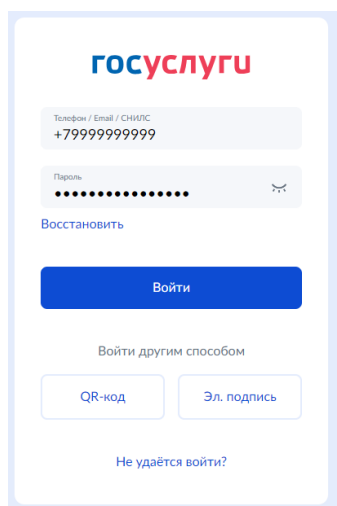 госуслуги
Телефон / Email / СНИЛС
+79999999999
Пароль
••••••••••••••••
Восстановить
Войти
Войти другим способом
QR-код
Эл. подпись
Не удаётся войти?